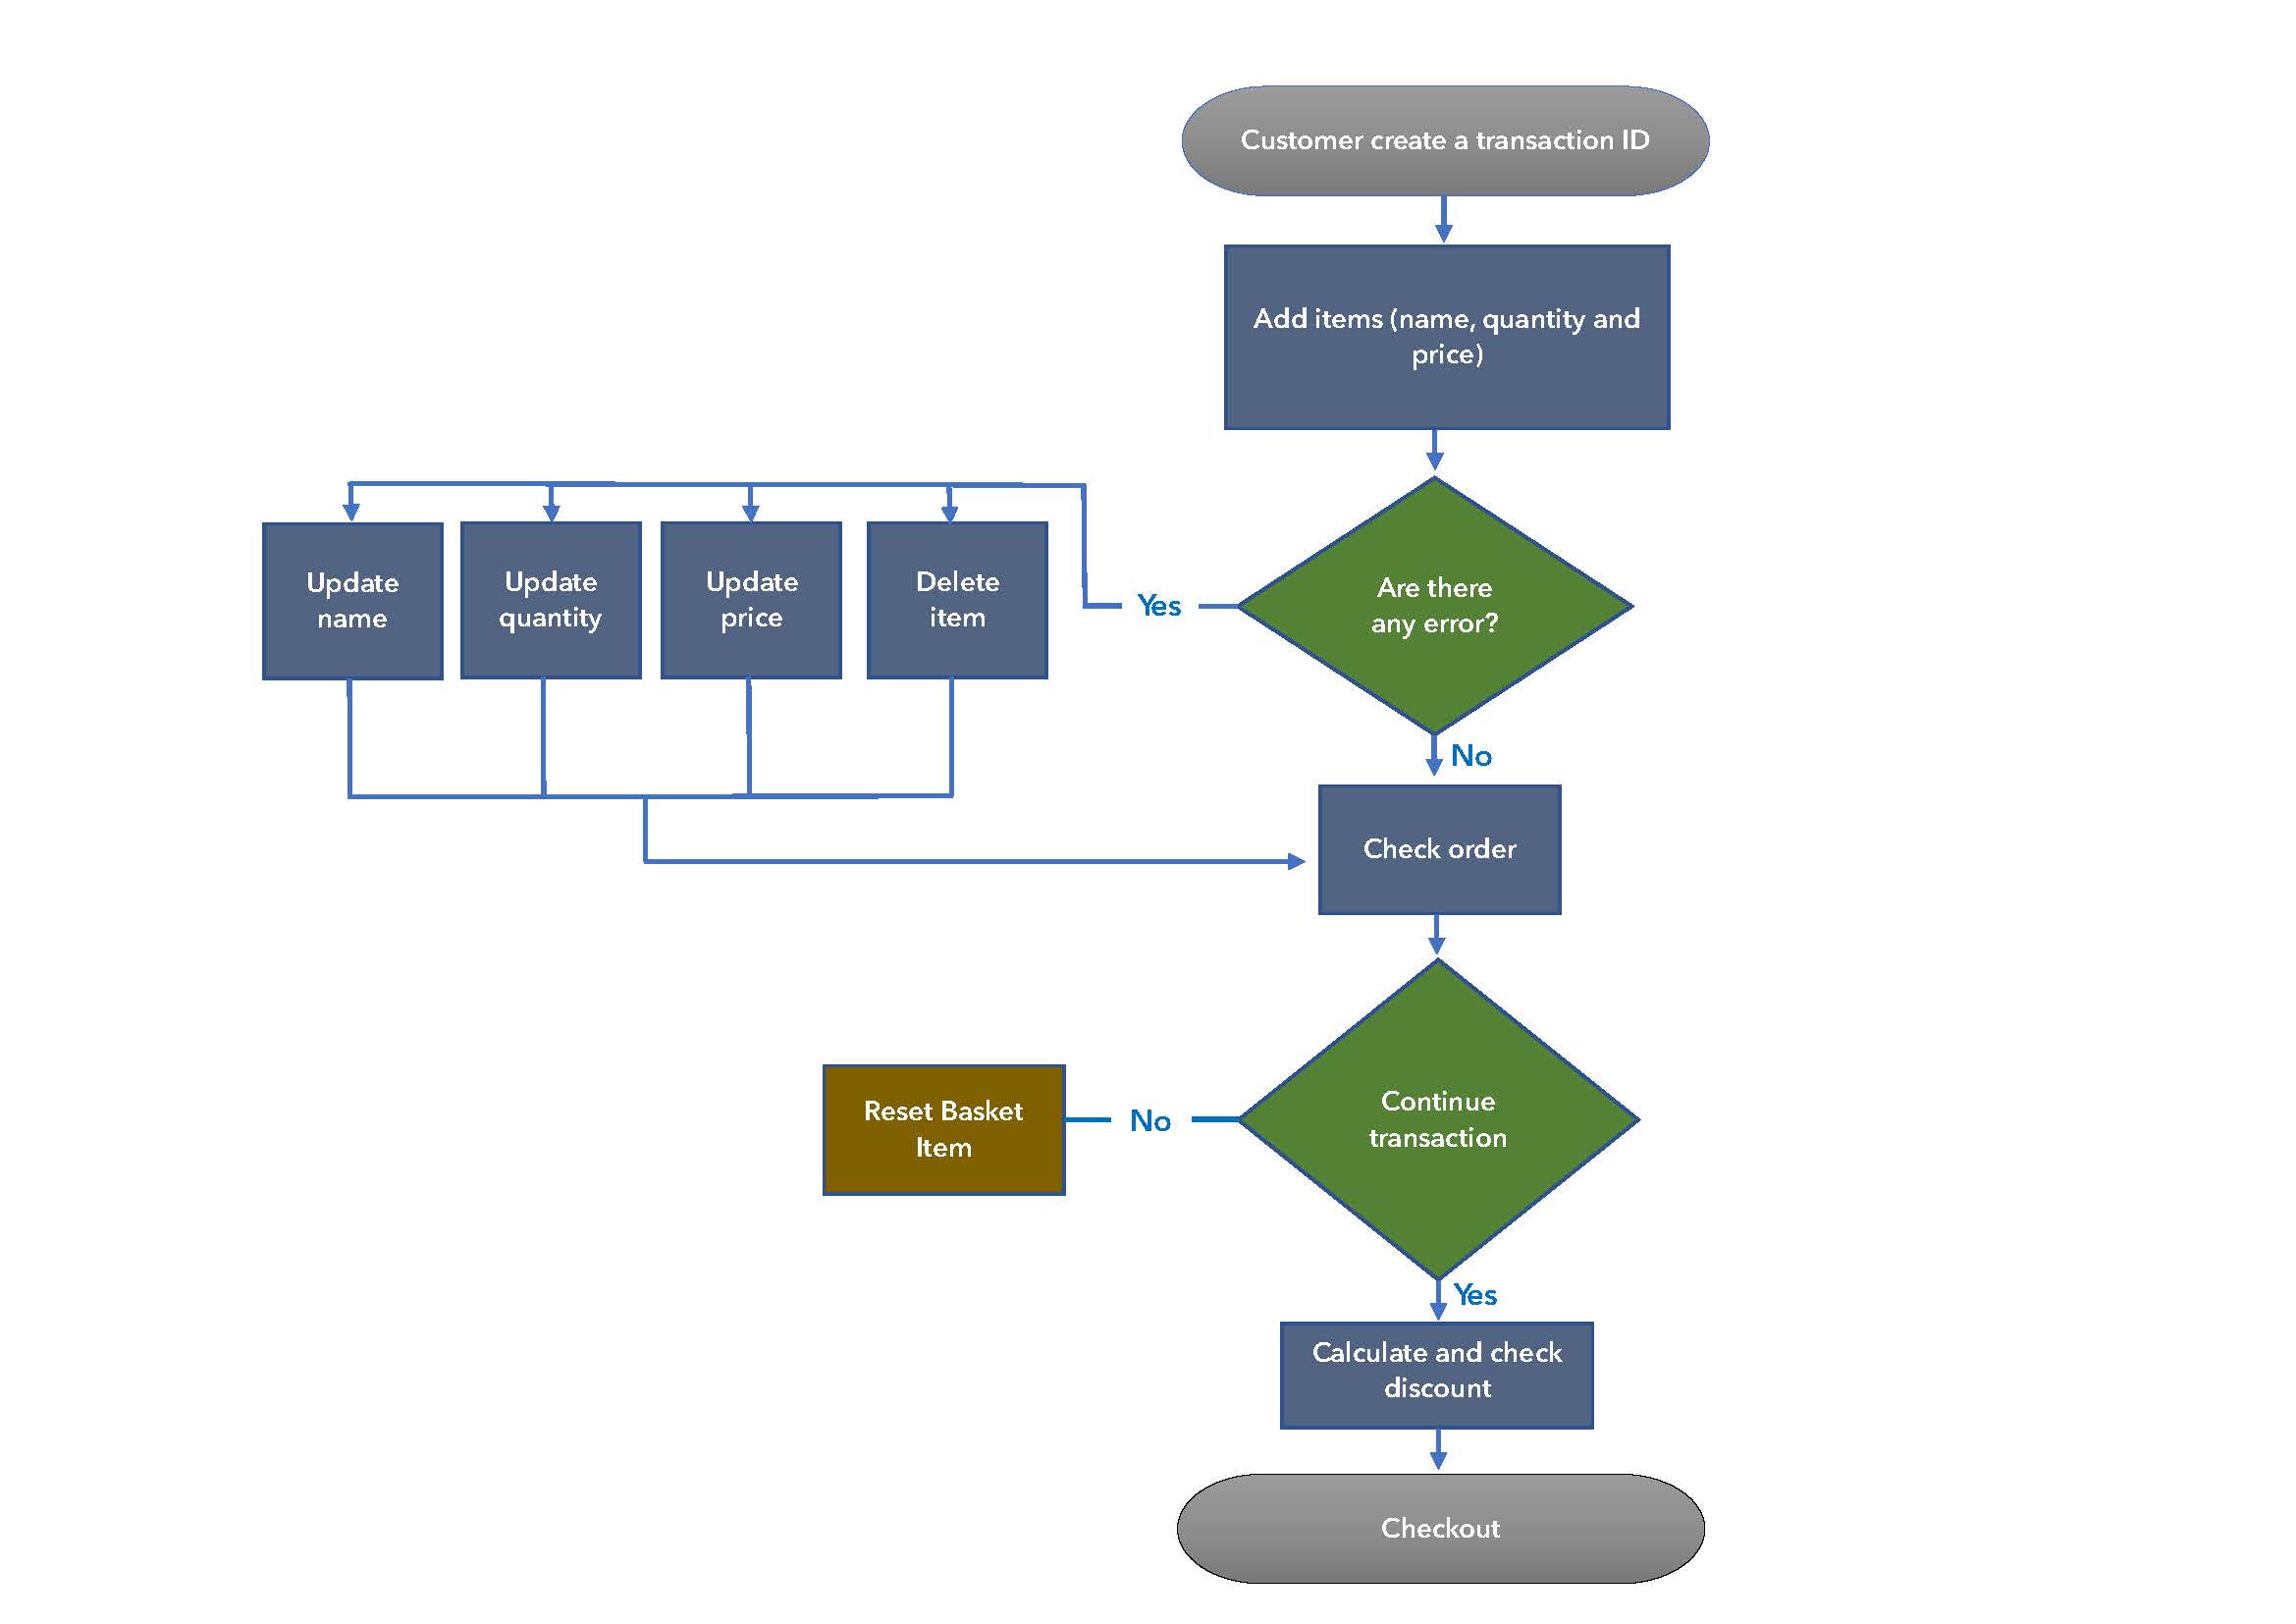 Customer create a transaction ID
Add items (name, quantity and
price)
Update
name
Update
quantity
Update
price
Delete
item
Yes
Are there
any error?
No
Check order
Reset Basket
Item
No
Continue
transaction
Yes
Calculate and check
discount
Checkout